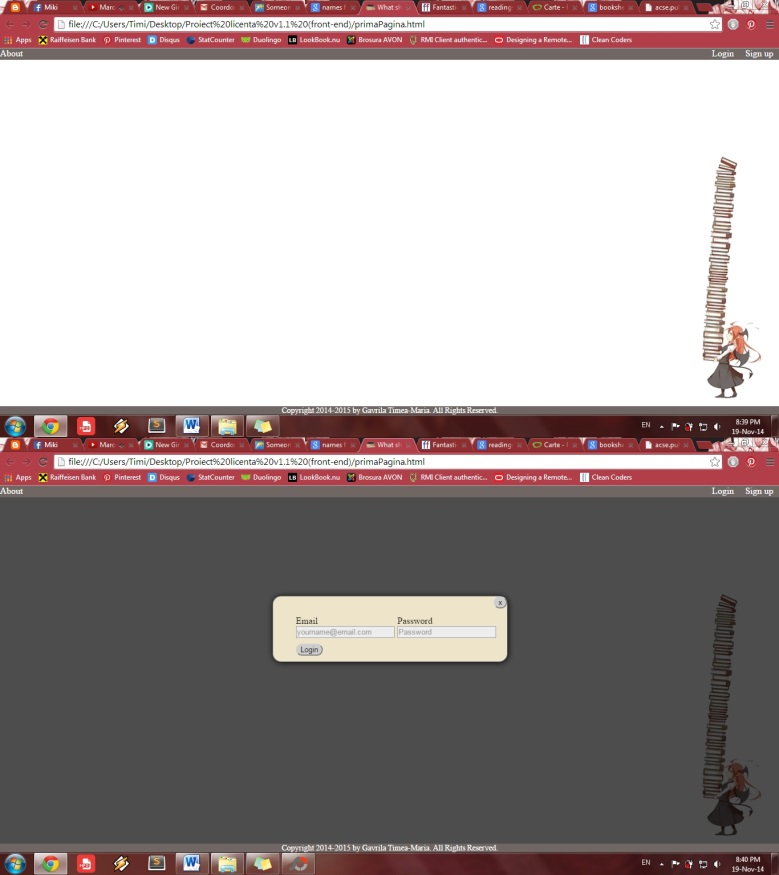 Miki Marc New Gir Coordo Someon names f What sh Fantasti reading Carte - booksho acse.pu
file:///C:/Users/Timi/Desktop/Proiect%20licenta%20v1.1%20(front-end)/primaPagina.html
Apps Raiffeisen Bank Pinterest Disqus StatCounter Duolingo LB LookBook.nu Brosura AVON RMI Client authentic... Designing a Remote... Clean Coders
About Login Sign up
Copyright 2014-2015 by Gavrila Timea-Maria. All Rights Reserved.
EN 8:39 PM
19-Nov-14
Miki Marc New Gir Coordo Someon names f What sh Fantasti reading Carte - booksho acse.pu
file:///C:/Users/Timi/Desktop/Proiect%20licenta%20v1.1%20(front-end)/primaPagina.html
Apps Raiffeisen Bank Pinterest Disqus StatCounter Duolingo LB LookBook.nu Brosura AVON RMI Client authentic... Designing a Remote... Clean Coders
About Login Sign up
x
Email Password
yourname@email.com Password
Login
Copyright 2014-2015 by Gavrila Timea-Maria. All Rights Reserved.
EN 8:40 PM
19-Nov-14